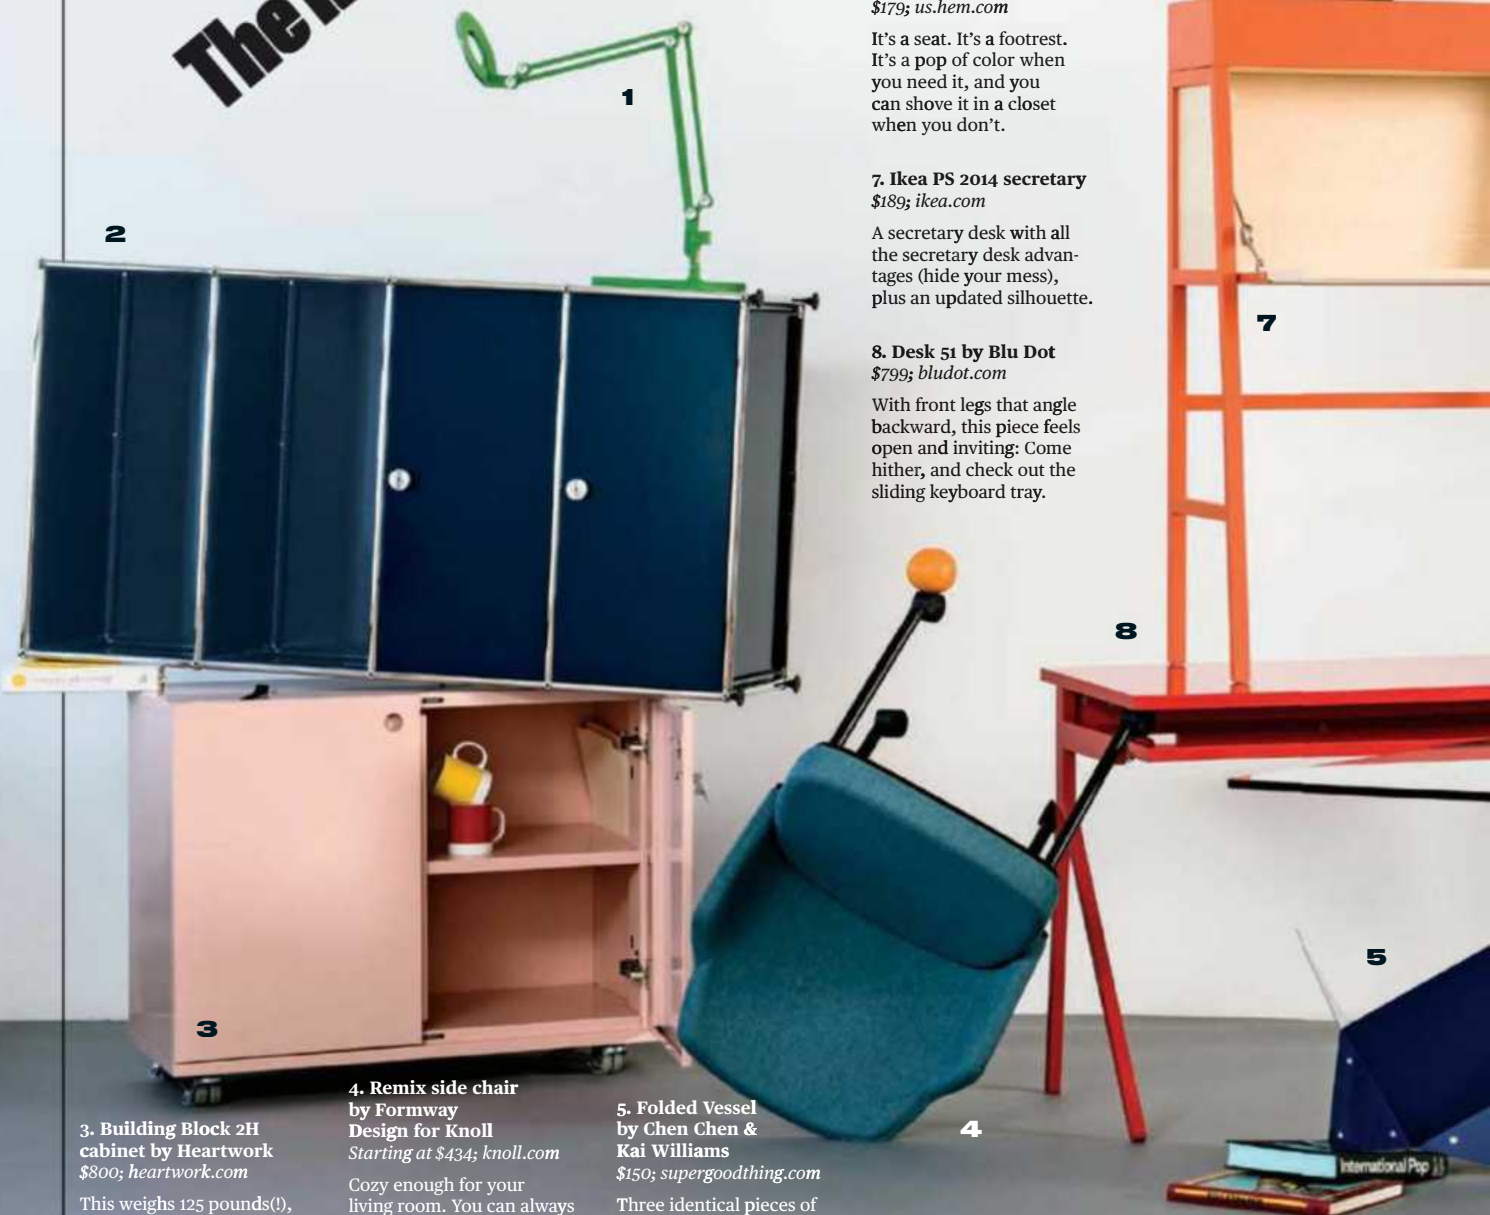 The
1
2
$179; us.hem.com
It's a seat. It's a footrest.
It's a pop of color when
you need it, and you
can shove it in a closet
when you don't.
7. Ikea PS 2014 secretary
$189; ikea.com
A secretary desk with all
the secretary desk advan-
tages (hide your mess),
plus an updated silhouette.
8. Desk 51 by Blu Dot
$799; bludot.com
With front legs that angle
backward, this piece feels
open and inviting: Come
hither, and check out the
sliding keyboard tray.
7
8
5
3
4
3. Building Block 2H
cabinet by Heartwork
$800; heartwork.com
This weighs 125 pounds(!),
4. Remix side chair
by Formway
Design for Knoll
Starting at $434; knoll.com
Cozy enough for your
living room. You can always
5. Folded Vessel
by Chen Chen &
Kai Williams
$150; supergoodthing.com
Three identical pieces of
International Pop